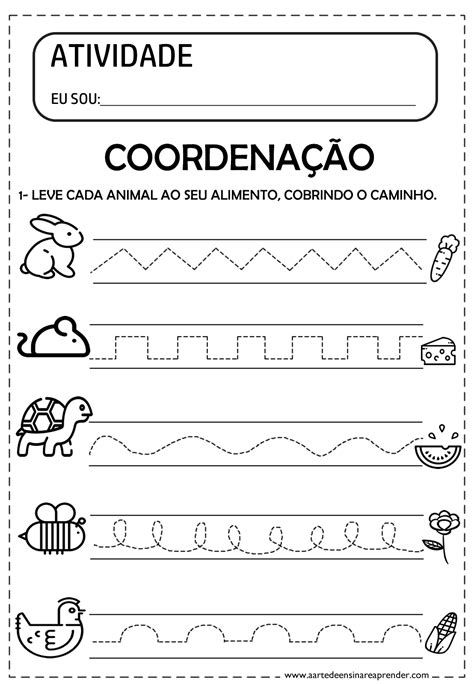 ATIVIDADE
EU SOU:
COORDENAÇÃO
1- LEVE CADA ANIMAL AO SEU ALIMENTO, COBRINDO O CAMINHO.
www.aartedeensinareaprender.com